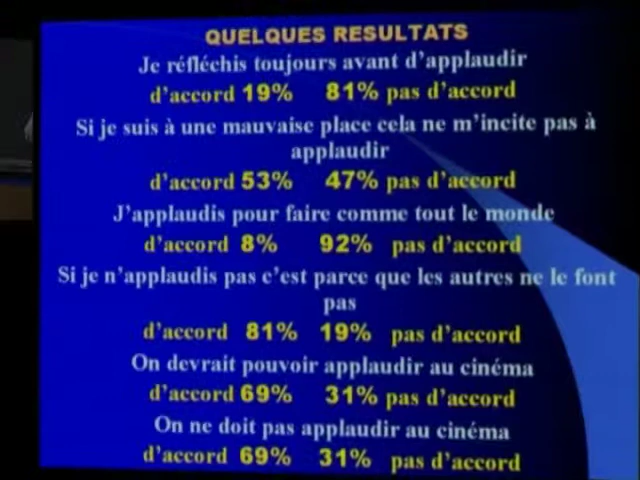 QUELQUES RESULTATS
Je réfléchis toujours avant d'applaudir
d'accord 19% 81% pas d'accord
Si je suis à une mauvaise place cela ne m'incite pas à
applaudir
d'accord 53% 47% pas d'accord
J'applaudis pour faire comme tout le monde
d'accord 8% 92% pas d'accord
Si je n'applaudis pas c'est parce que les autres ne le font
pas
d'accord 81% 19% pas d'accord
On devrait pouvoir applaudir au cinéma
d'accord 69% 31% pas d'accord
On ne doit pas applaudir au cinéma
d'accord 69% 31% pas d'accord